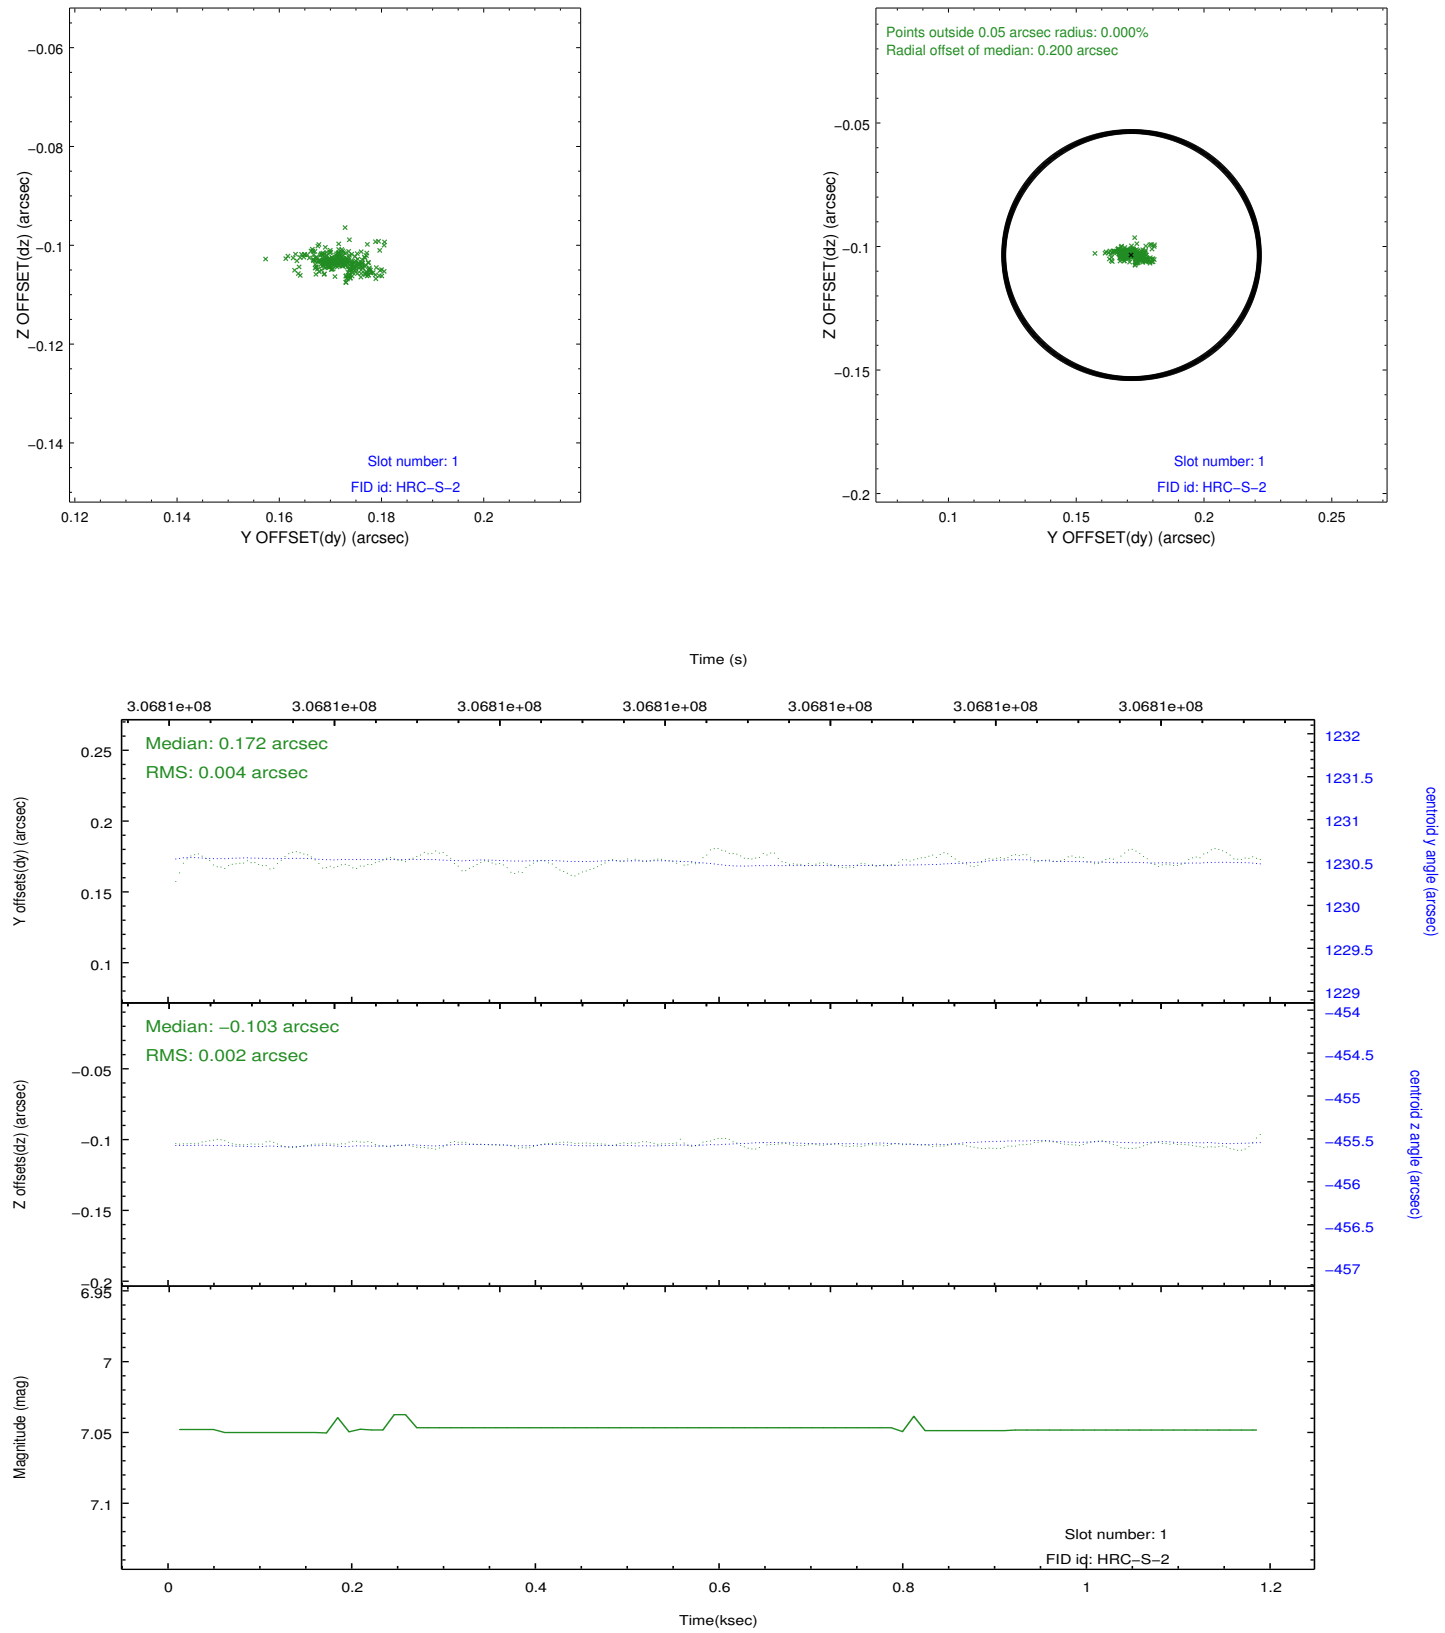 −0.06
−0.08
−0.1
−0.12
−0.14
Z OFFSET(dz) (arcsec)
Slot number: 1
FID id: HRC−S−2
0.12 0.14 0.16 0.18 0.2
Y OFFSET(dy) (arcsec)
Points outside 0.05 arcsec radius: 0.000%
Radial offset of median: 0.200 arcsec
−0.05
−0.1
−0.15
−0.2
Z OFFSET(dz) (arcsec)
Slot number: 1
FID id: HRC−S−2
0.1 0.15 0.2 0.25
Y OFFSET(dy) (arcsec)
Time (s)
3.0681e+08 3.0681e+08 3.0681e+08 3.0681e+08 3.0681e+08 3.0681e+08 3.0681e+08
Median: 0.172 arcsec
RMS: 0.004 arcsec
0.25
0.2
0.15
0.1
Y offsets(dy) (arcsec)
1232
1231.5
1231
1230.5
1230
1229.5
1229
centroid y angle (arcsec)
Median: −0.103 arcsec
RMS: 0.002 arcsec
−0.05
−0.1
−0.15
−0.2
Z offsets(dz) (arcsec)
−454
−454.5
−455
−455.5
−456
−456.5
−457
centroid z angle (arcsec)
6.95
7
7.05
7.1
Magnitude (mag)
Slot number: 1
FID id: HRC−S−2
0 0.2 0.4 0.6 0.8 1 1.2
Time(ksec)